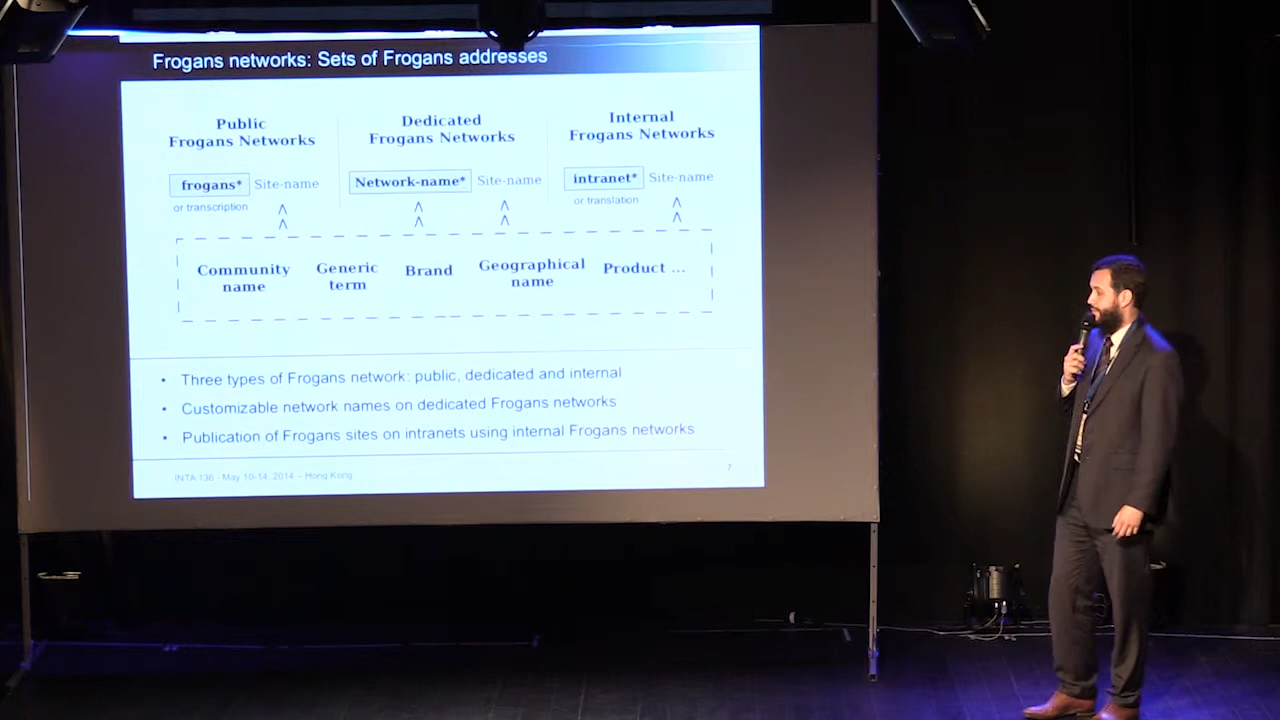 Frogans networks: Sets of Frogans addresses
Public
Frogans Networks
Dedicated
Frogans Networks
Internal
Frogans Networks
frogans* Site-name
or transcription
Network-name* Site-name
intranet* Site-name
or translation
Community
name
Generic
term
Brand
Geographical
name
Product ...
• Three types of Frogans network: public, dedicated and internal
• Customizable network names on dedicated Frogans networks
• Publication of Frogans sites on intranets using internal Frogans networks
INTA 136 - May 10-14, 2014 – Hong Kong
7